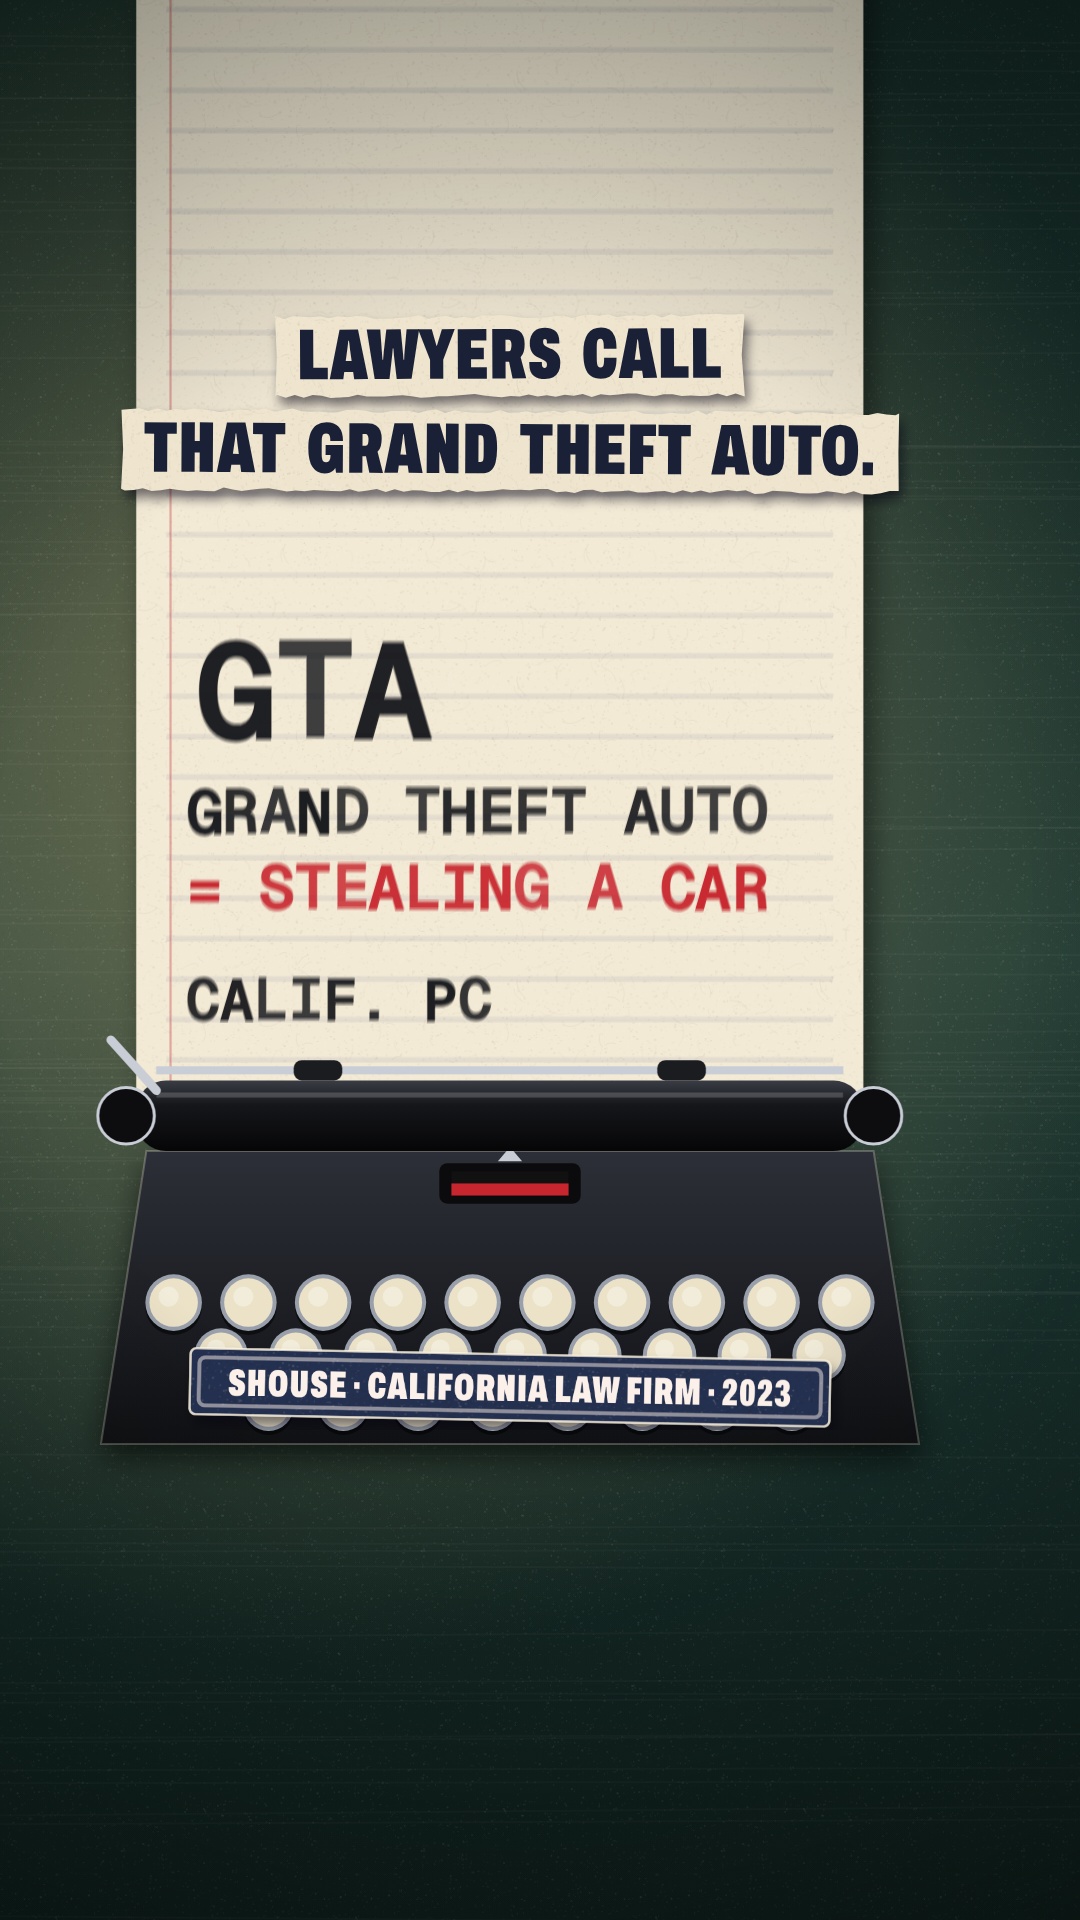 LAWYERS CALL
THAT GRAND THEFT AUTO.
GTA
GRAND THEFT AUTO
= STEALING A CAR
CALIF. PC
SHOUSE · CALIFORNIA LAW FIRM · 2023